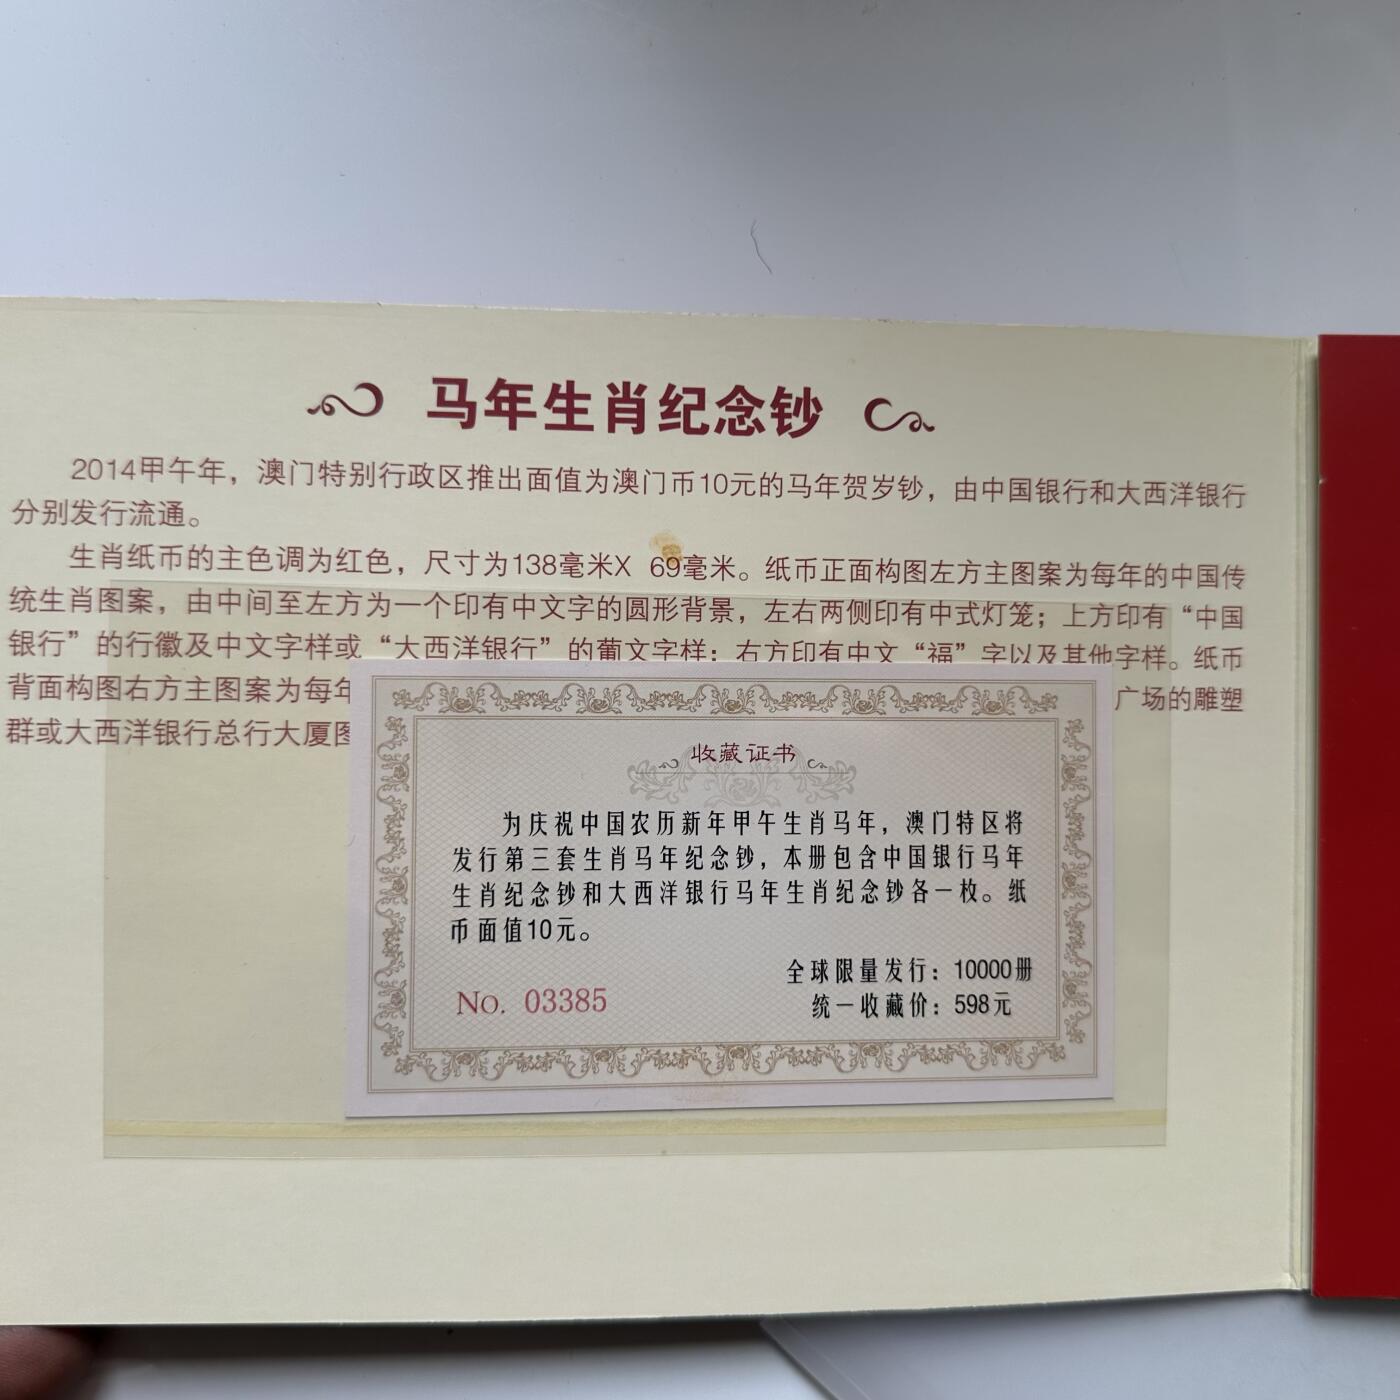 马年生肖纪念钞
2014甲午年，澳门特别行政区推出面值为澳门币10元的马年贺岁钞，由中国银行和大西洋银行
分别发行流通。
生肖纸币的主色调为红色，尺寸为138毫米X 69毫米。纸币正面构图左方主图案为每年的中国传
统生肖图案，由中间至左方为一个印有中文字的圆形背景，左右两侧印有中式灯笼；上方印有“中国
银行”的行徽及中文字样或“大西洋银行”的葡文字样；右方印有中文“福”字以及其他字样。纸币
背面构图右方主图案为每年 广场的雕塑
群或大西洋银行总行大厦图
收藏证书
为庆祝中国农历新年甲午生肖马年，澳门特区将
发行第三套生肖马年纪念钞，本册包含中国银行马年
生肖纪念钞和大西洋银行马年生肖纪念钞各一枚。纸
币面值10元。
全球限量发行：10000册
No. 03385
统一收藏价：598元